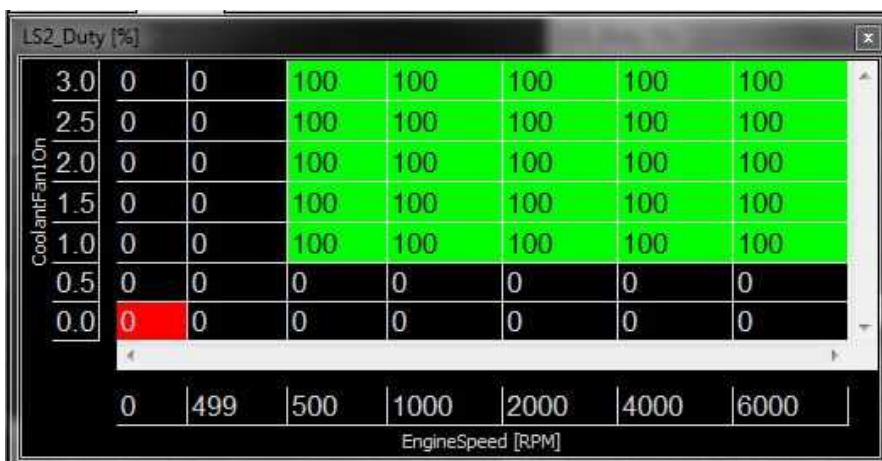 LS2_Duty [%]
3.0 0 0 100 100 100 100 100
2.5 0 0 100 100 100 100 100
2.0 0 0 100 100 100 100 100
1.5 0 0 100 100 100 100 100
1.0 0 0 100 100 100 100 100
0.5 0 0 0 0 0 0 0
0.0 0 0 0 0 0 0 0
CoolantFan1On
0 499 500 1000 2000 4000 6000
EngineSpeed [RPM]